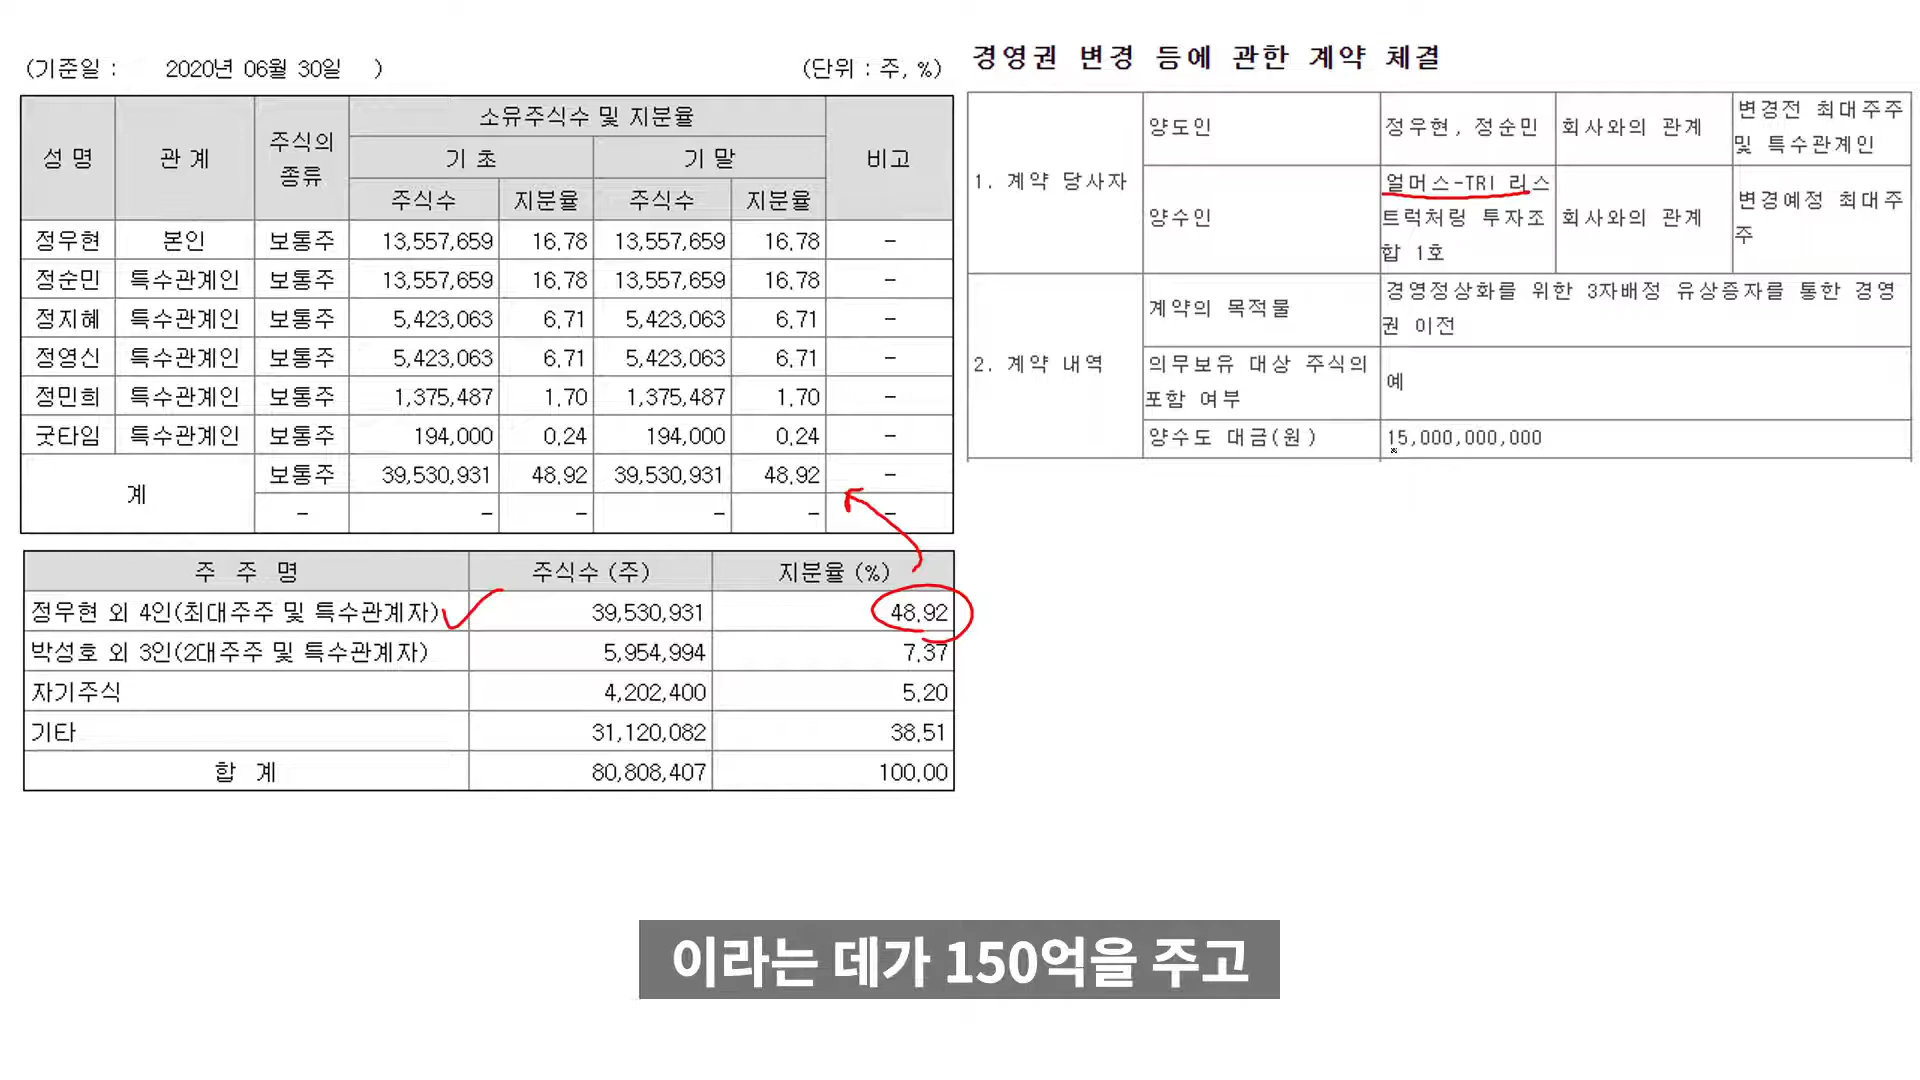 (기준일 : 2020년 06월 30일 )
(단위 : 주, %)
성 명 관 계 주식의 종류 소유주식수 및 지분율 비고
기 초 기 말
주식수 지분율 주식수 지분율
정우현 본인 보통주 13,557,659 16.78 13,557,659 16.78 -
정순민 특수관계인 보통주 13,557,659 16.78 13,557,659 16.78 -
정지혜 특수관계인 보통주 5,423,063 6.71 5,423,063 6.71 -
정영신 특수관계인 보통주 5,423,063 6.71 5,423,063 6.71 -
정민희 특수관계인 보통주 1,375,487 1.70 1,375,487 1.70 -
굿타임 특수관계인 보통주 194,000 0.24 194,000 0.24 -
계 보통주 39,530,931 48.92 39,530,931 48.92 -
- - - - - -
주 주 명 주식수 (주) 지분율 (%)
정우현 외 4인(최대주주 및 특수관계자) 39,530,931 48.92
박성호 외 3인(2대주주 및 특수관계자) 5,954,994 7.37
자기주식 4,202,400 5.20
기타 31,120,082 38.51
합 계 80,808,407 100.00
경영권 변경 등에 관한 계약 체결
1. 계약 당사자
양도인 정우현, 정순민 회사와의 관계 변경전 최대주주
및 특수관계인
양수인 얼머스-TRI 리스
트럭처링 투자조
합 1호
회사와의 관계 변경예정 최대주
주
2. 계약 내역
계약의 목적물 경영정상화를 위한 3자배정 유상증자를 통한 경영
권 이전
의무보유 대상 주식의
포함 여부
예
양수도 대금(원) 15,000,000,000
이라는 데가 150억을 주고